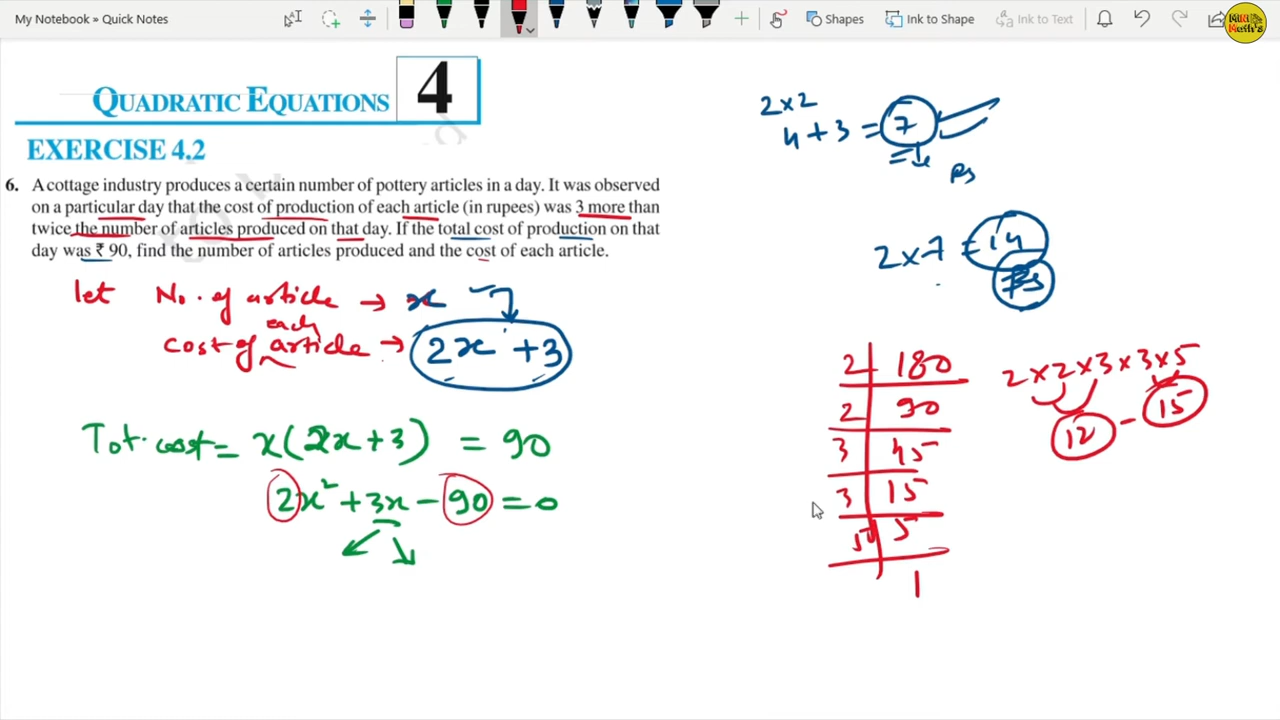 My Notebook » Quick Notes
Shapes
Ink to Shape
Ink to Text
QUADRATIC EQUATIONS 4
EXERCISE 4.2
6. A cottage industry produces a certain number of pottery articles in a day. It was observed
on a particular day that the cost of production of each article (in rupees) was 3 more than
twice the number of articles produced on that day. If the total cost of production on that
day was ₹ 90, find the number of articles produced and the cost of each article.
let No. of article → x
each
cost of article → 2x + 3
Tot. cost = x(2x+3) = 90
2x² + 3x - 90 = 0
2×2
4+3 = 7
Rs
2×7 = 14
Rs
2 180
2 90
3 45
3 15
5 5
1
2×2×3×3×5
12 - 15